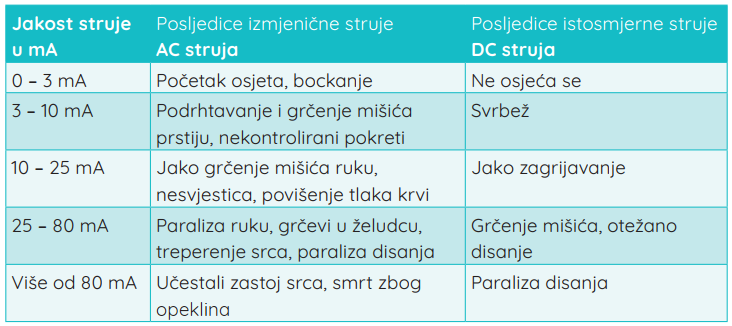 Jakost struje u mA | Posljedice izmjenične struje AC struja | Posljedice istosmjerne struje DC struja
0 – 3 mA | Početak osjeta, bockanje | Ne osjeća se
3 – 10 mA | Podrhtavanje i grčenje mišića prstiju, nekontrolirani pokreti | Svrbež
10 – 25 mA | Jako grčenje mišića ruku, nesvjestica, povišenje tlaka krvi | Jako zagrijavanje
25 – 80 mA | Paraliza ruku, grčevi u želudcu, treperenje srca, paraliza disanja | Grčenje mišića, otežano disanje
Više od 80 mA | Učestali zastoj srca, smrt zbog opeklina | Paraliza disanja